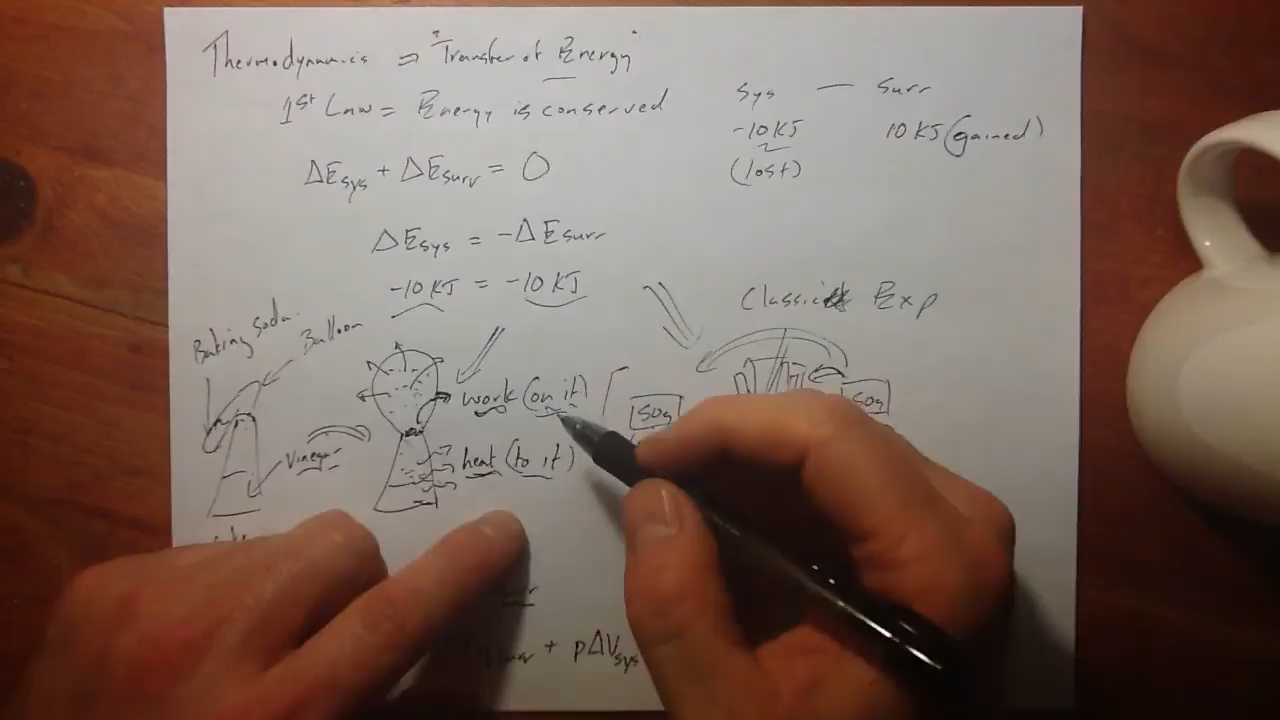 Thermodynamics ⇒ "Transfer of Energy"
1st Law = Energy is conserved
ΔEsys + ΔEsurr = 0
ΔEsys = -ΔEsurr
-10 KJ = -10 KJ
Sys — Surr
-10 KJ 10 KJ (gained)
(lost)
Baking Soda
Balloon
Vinegar
work (on it)
heat (to it)
Classic Exp
50g
50g
+ pΔVsys